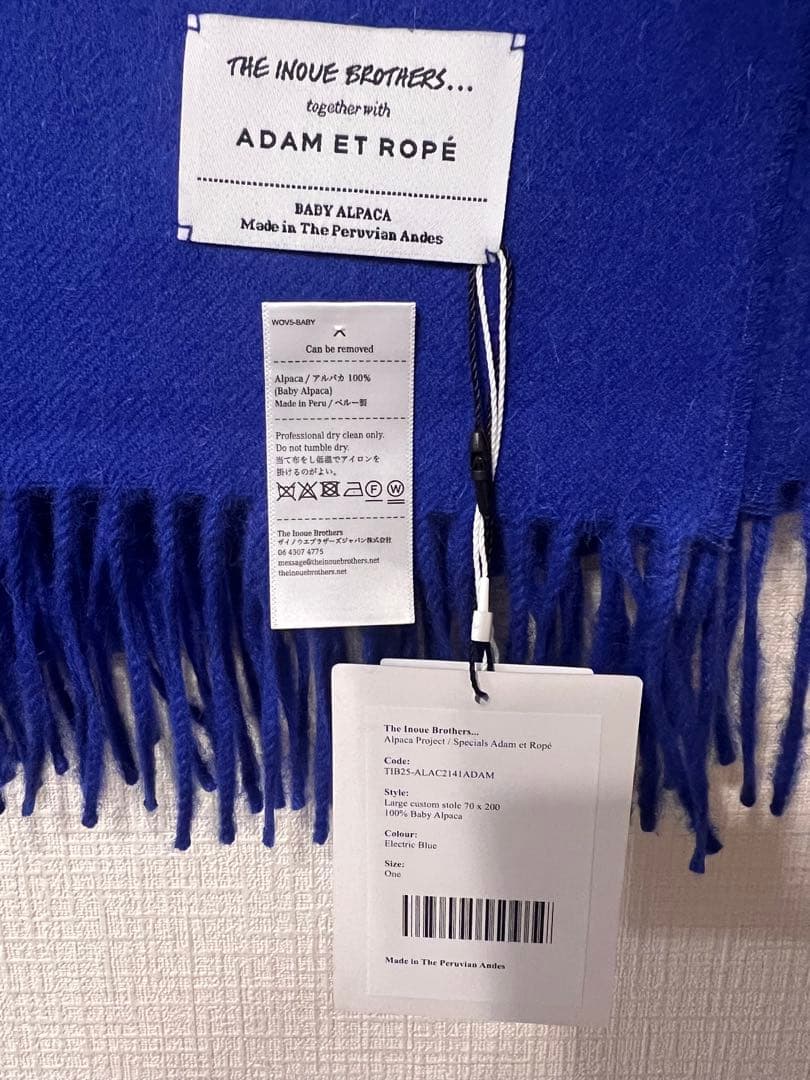 THE INOUE BROTHERS...
together with
ADAM ET ROPÉ
BABY ALPACA
Made in The Peruvian Andes
WOV5-BABY
Can be removed
Alpaca / アルパカ 100%
(Baby Alpaca)
Made in Peru / ペルー製
Professional dry clean only.
Do not tumble dry.
当て布をし低温でアイロンを
掛けるのがよい。
F W
The Inoue Brothers
ザイノウエブラザーズジャパン株式会社
06 4307 4775
message@theinouebrothers.net
theinouebrothers.net
The Inoue Brothers...
Alpaca Project / Specials Adam et Ropé
Code:
TIB25-ALAC2141ADAM
Style:
Large custom stole 70 x 200
100% Baby Alpaca
Colour:
Electric Blue
Size:
One
Made in The Peruvian Andes